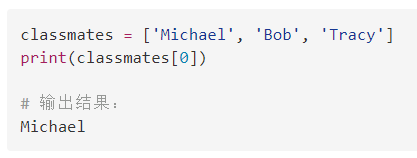 classmates = ['Michael', 'Bob', 'Tracy']
print(classmates[0])
# 输出结果：
Michael